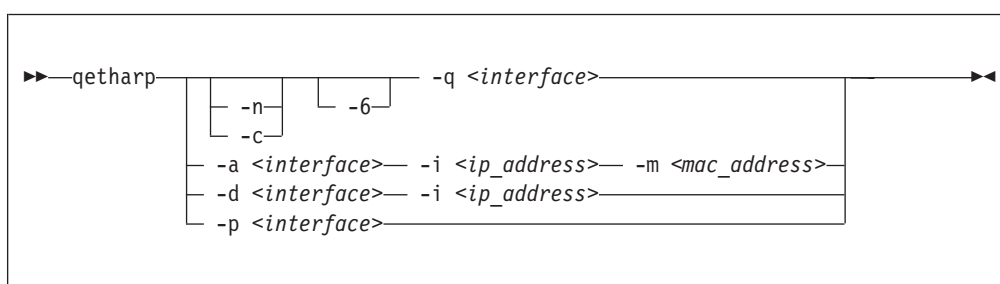 qetharp -q <interface>
-n -6
-c
-a <interface> -i <ip_address> -m <mac_address>
-d <interface> -i <ip_address>
-p <interface>